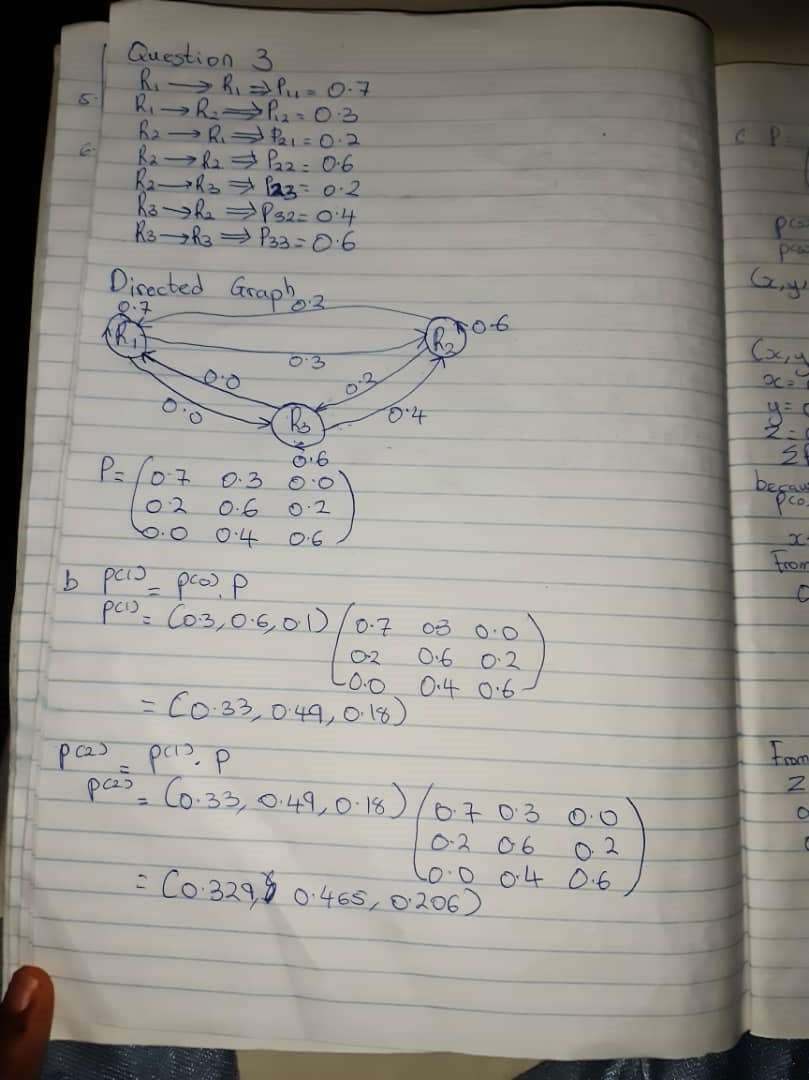 Question 3
R₁ → R₁ ⇒ P₁₁ = 0.7
5.
R₁ → R₂ ⇒ P₁₂ = 0.3
R₂ → R₁ ⇒ P₂₁ = 0.2
6.
R₂ → R₂ ⇒ P₂₂ = 0.6
R₂ → R₃ ⇒ P₂₃ = 0.2
R₃ → R₂ ⇒ P₃₂ = 0.4
R₃ → R₃ ⇒ P₃₃ = 0.6
Directed Graph
0.7 0.2
R₁ R₂ 0.6
0.3
0.0 0.2
0.0 R₃ 0.4
0.6
P = (0.7 0.3 0.0
0.2 0.6 0.2
0.0 0.4 0.6)
b P(1) = P(0). P
P(1) = (0.3, 0.6, 0.1) (0.7 0.3 0.0
0.2 0.6 0.2
0.0 0.4 0.6)
= (0.33, 0.49, 0.18)
P(2) = P(1). P
P(2) = (0.33, 0.49, 0.18) (0.7 0.3 0.0
0.2 0.6 0.2
0.0 0.4 0.6)
= (0.329, 0.465, 0.206)
c P =
(x, y,
(x, y
x =
y =
z =
From
From
z